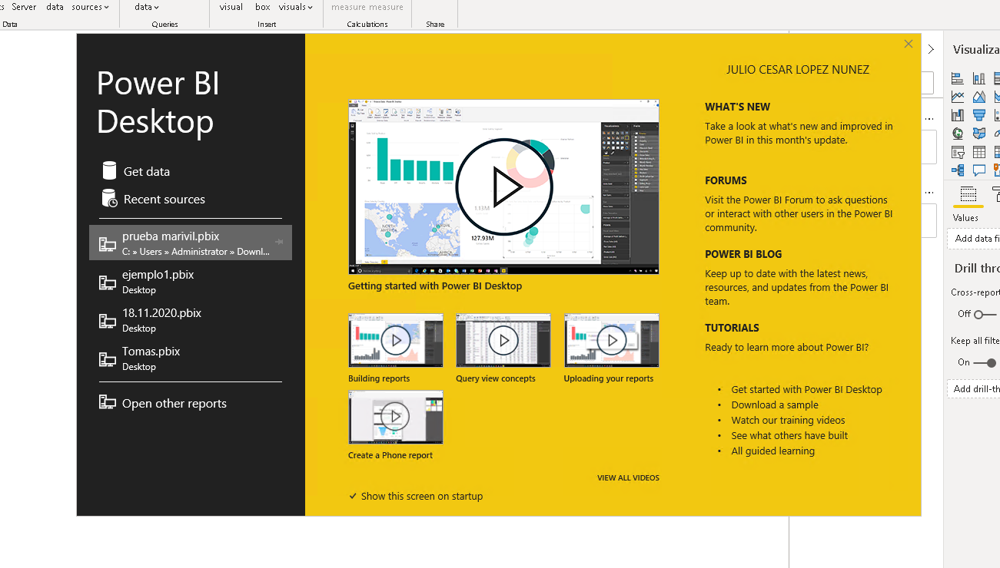 Server data sources
data
visual box visuals
measure measure
Data
Queries
Insert
Calculations
Share
Power BI
Desktop
Get data
Recent sources
prueba marivil.pbix
C: » Users » Administrator » Downl...
ejemplo1.pbix
Desktop
18.11.2020.pbix
Desktop
Tomas.pbix
Desktop
Open other reports
127.93M
Getting started with Power BI Desktop
Building reports
Query view concepts
Uploading your reports
Create a Phone report
VIEW ALL VIDEOS
Show this screen on startup
JULIO CESAR LOPEZ NUNEZ
WHAT'S NEW
Take a look at what's new and improved in
Power BI in this month's update.
FORUMS
Visit the Power BI Forum to ask questions
or interact with other users in the Power BI
community.
POWER BI BLOG
Keep up to date with the latest news,
resources, and updates from the Power BI
team.
TUTORIALS
Ready to learn more about Power BI?
• Get started with Power BI Desktop
• Download a sample
• Watch our training videos
• See what others have built
• All guided learning
Visualiza
Values
Add data fi
Drill thro
Cross-report
Off
Keep all filte
On
Add drill-th